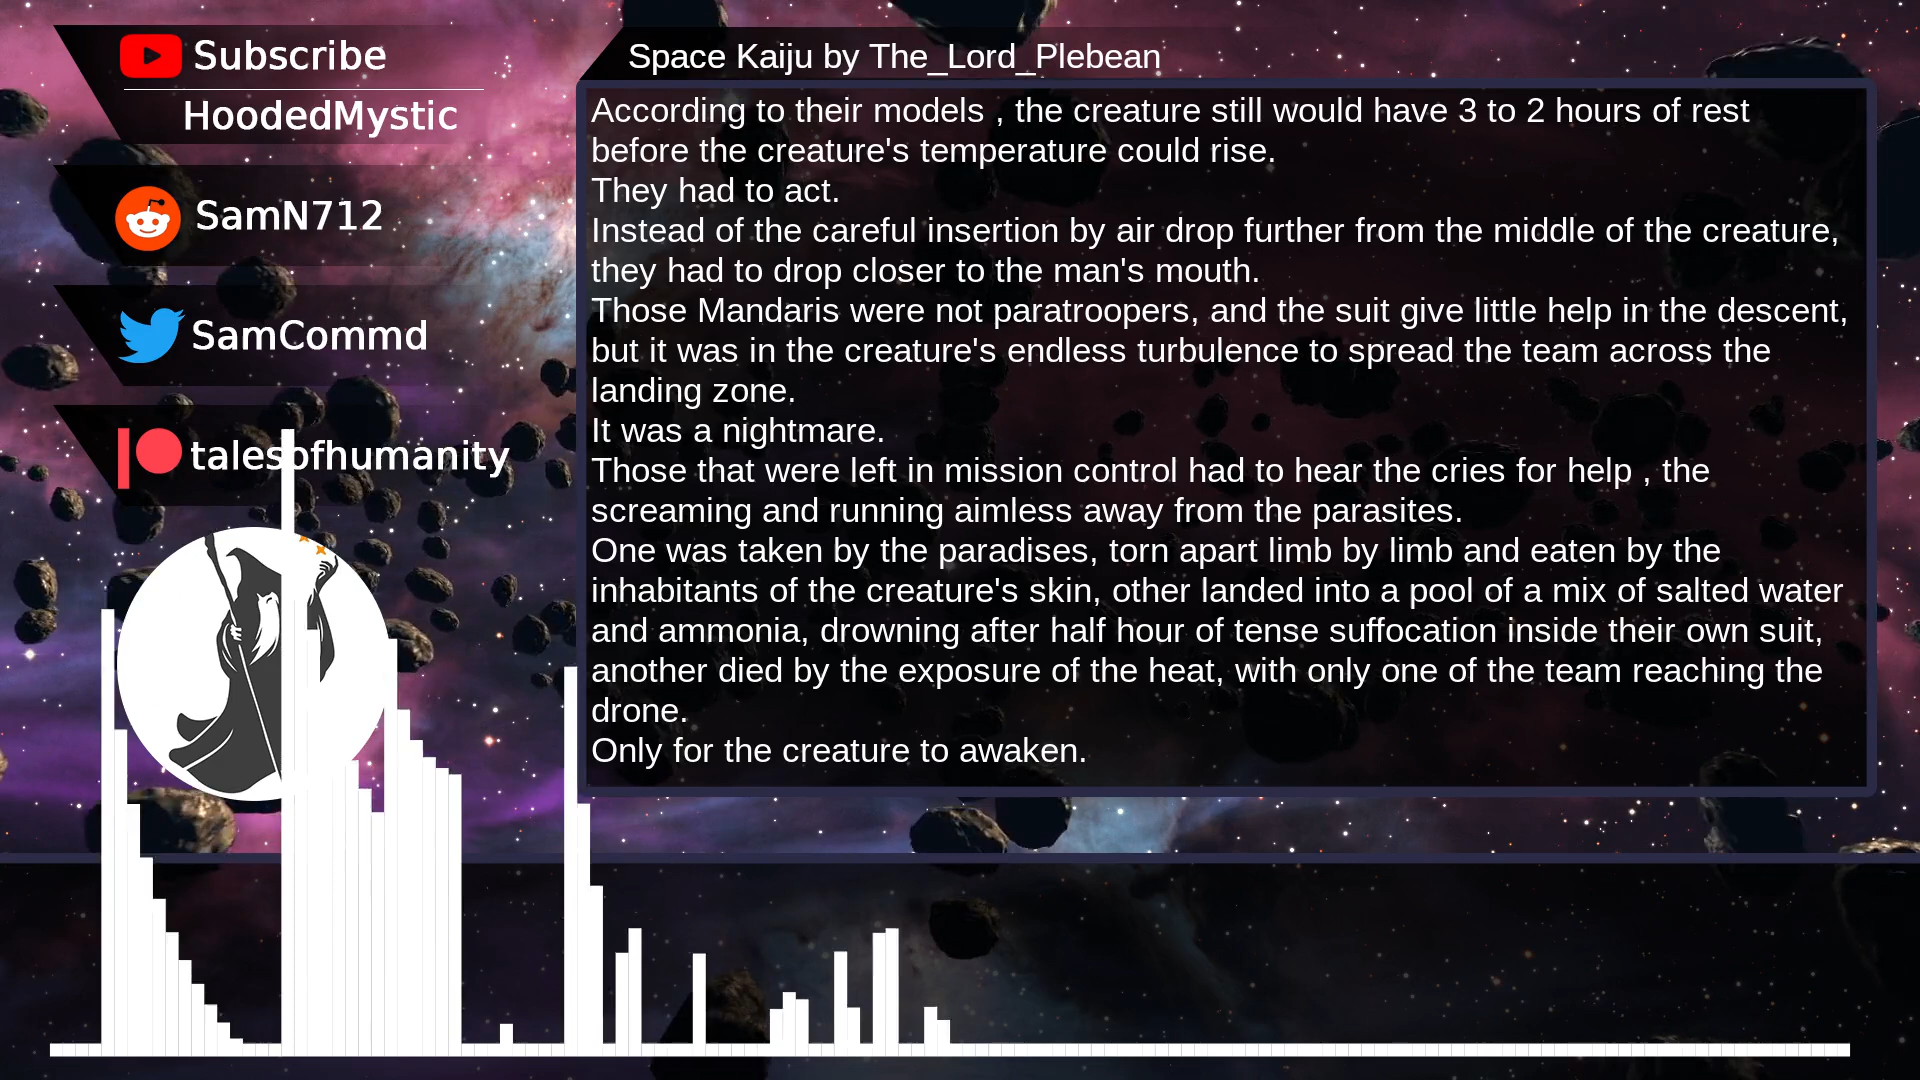 Subscribe
HoodedMystic
SamN712
SamCommd
talesofhumanity
Space Kaiju by The_Lord_Plebean
According to their models , the creature still would have 3 to 2 hours of rest
before the creature's temperature could rise.
They had to act.
Instead of the careful insertion by air drop further from the middle of the creature,
they had to drop closer to the man's mouth.
Those Mandaris were not paratroopers, and the suit give little help in the descent,
but it was in the creature's endless turbulence to spread the team across the
landing zone.
It was a nightmare.
Those that were left in mission control had to hear the cries for help , the
screaming and running aimless away from the parasites.
One was taken by the paradises, torn apart limb by limb and eaten by the
inhabitants of the creature's skin, other landed into a pool of a mix of salted water
and ammonia, drowning after half hour of tense suffocation inside their own suit,
another died by the exposure of the heat, with only one of the team reaching the
drone.
Only for the creature to awaken.